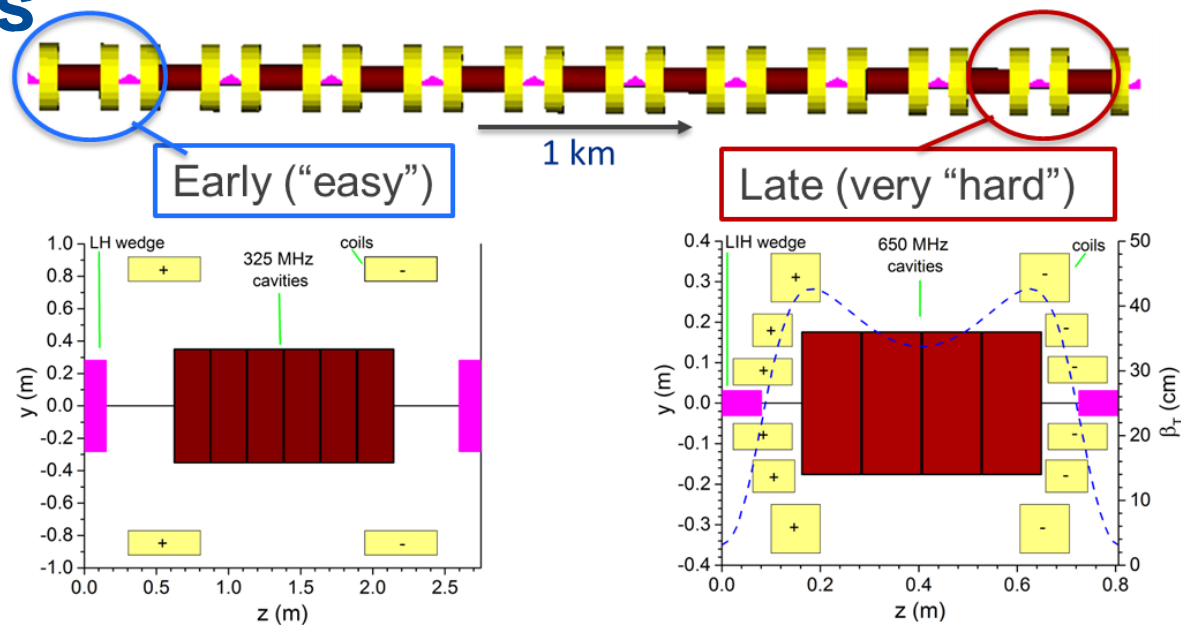 s
1 km
Early (“easy”)
Late (very “hard”)
LH wedge
coils
325 MHz
cavities
+
-
+
-
1.0
0.8
0.6
0.4
0.2
0.0
-0.2
-0.4
-0.6
-0.8
-1.0
y (m)
0.0 0.5 1.0 1.5 2.0 2.5
z (m)
LIH wedge
650 MHz
cavities
coils
+
-
+
-
+
-
+
-
+
-
+
-
0.4
0.3
0.2
0.1
0.0
-0.1
-0.2
-0.3
-0.4
y (m)
0.0 0.2 0.4 0.6 0.8
z (m)
50
40
30
20
10
0
βT (cm)